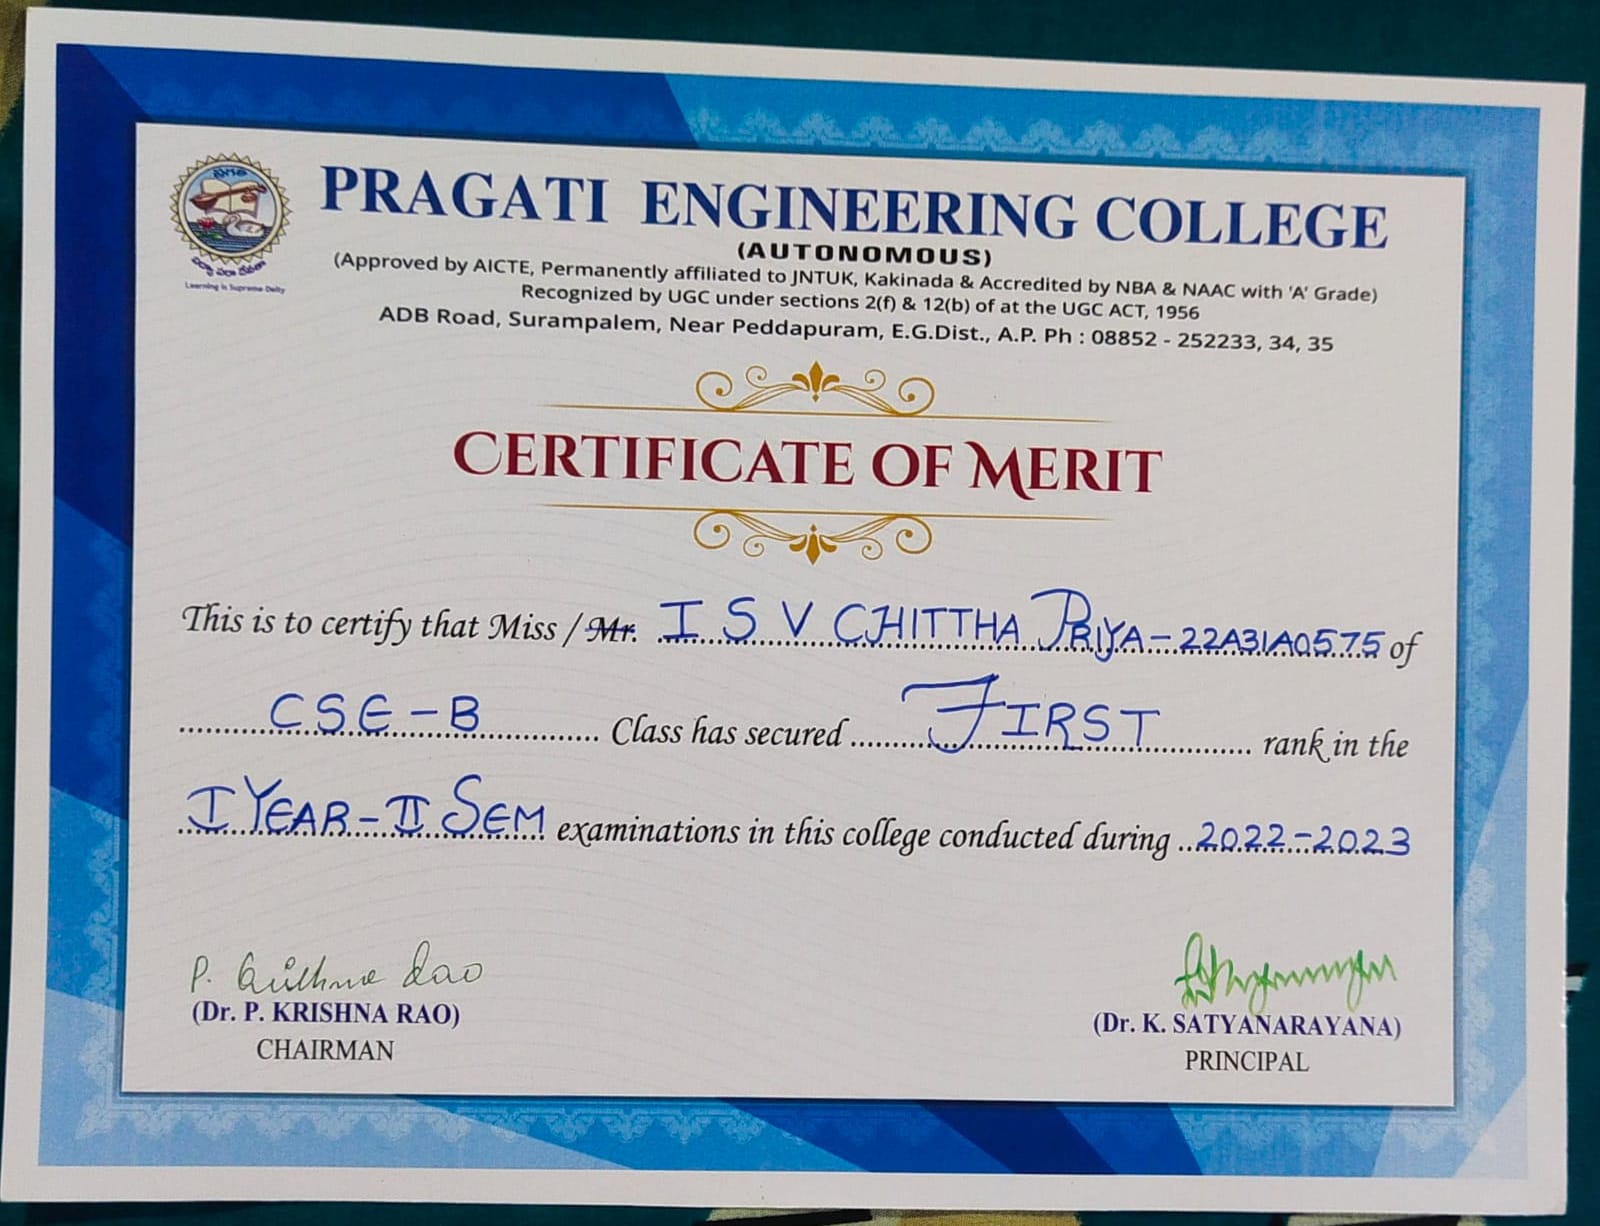 PRAGATI ENGINEERING COLLEGE
(AUTONOMOUS)
(Approved by AICTE, Permanently affiliated to JNTUK, Kakinada & Accredited by NBA & NAAC with 'A' Grade)
Recognized by UGC under sections 2(f) & 12(b) of at the UGC ACT, 1956
ADB Road, Surampalem, Near Peddapuram, E.G.Dist., A.P. Ph : 08852 - 252233, 34, 35
Learning is Supreme Deity
CERTIFICATE OF MERIT
This is to certify that Miss / Mr. I S V CHITTHA PRIYA - 22A31A0575 of
CSE - B Class has secured FIRST rank in the
I YEAR - II SEM examinations in this college conducted during 2022-2023
P. Krishna Rao
(Dr. P. KRISHNA RAO)
CHAIRMAN
(Dr. K. SATYANARAYANA)
PRINCIPAL